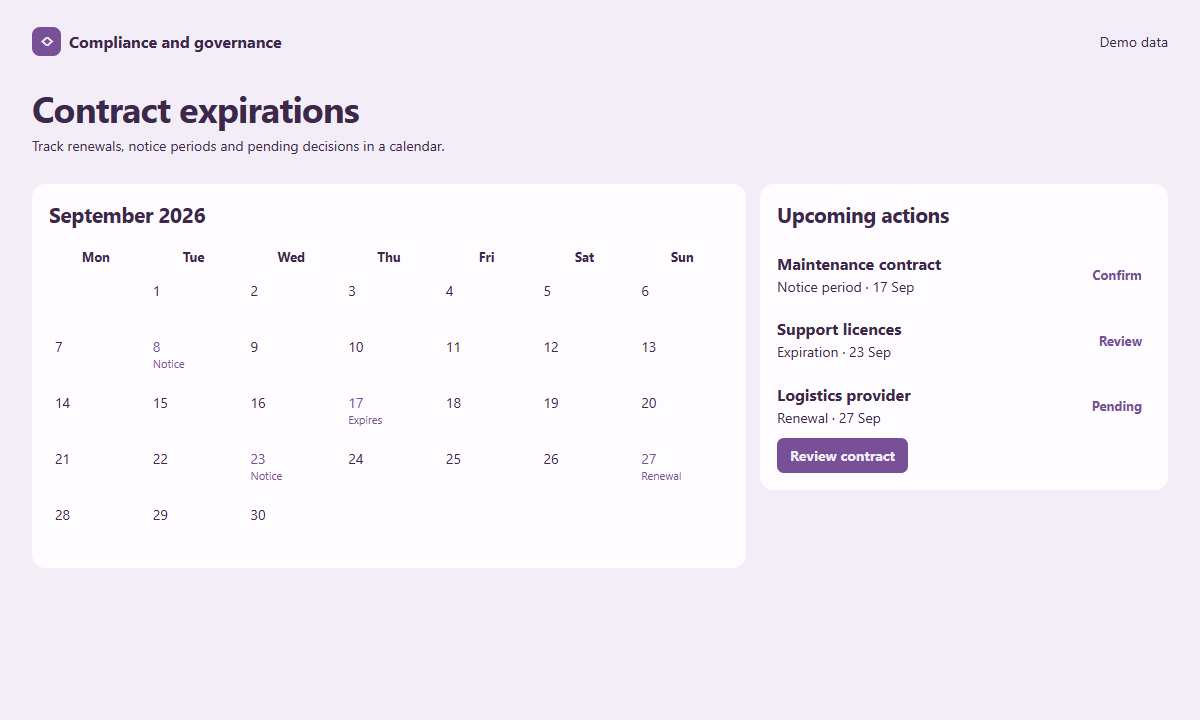 Compliance and governance
Demo data
Contract expirations
Track renewals, notice periods and pending decisions in a calendar.
September 2026
Mon Tue Wed Thu Fri Sat Sun
1 2 3 4 5 6
7 8 9 10 11 12 13
Notice
14 15 16 17 18 19 20
Expires
21 22 23 24 25 26 27
Notice Renewal
28 29 30
Upcoming actions
Maintenance contract
Notice period · 17 Sep
Confirm
Support licences
Expiration · 23 Sep
Review
Logistics provider
Renewal · 27 Sep
Pending
Review contract